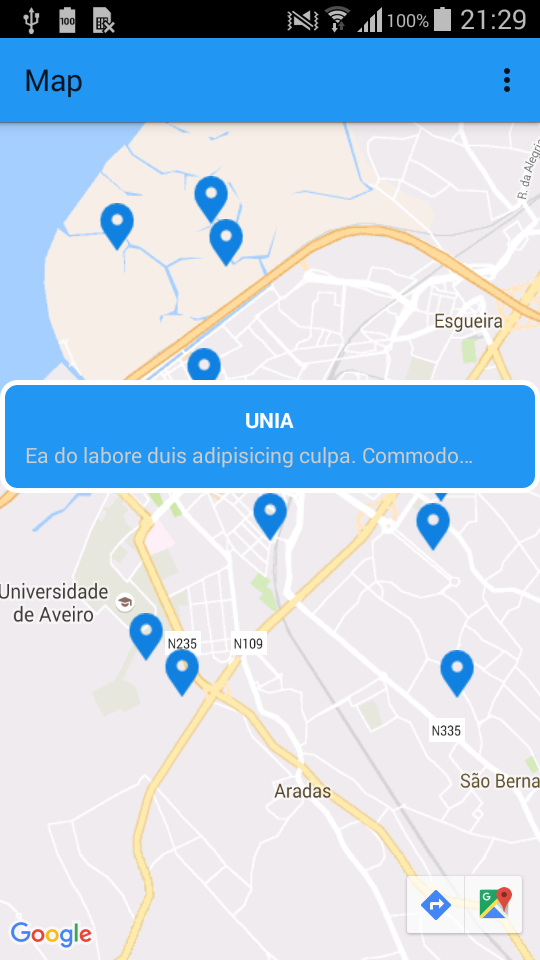 100
100%
21:29
Map
R. da Alegria
Esgueira
UNIA
Ea do labore duis adipisicing culpa. Commodo...
Universidade
de Aveiro
N235
N109
N335
São Berna
Aradas
G
Google